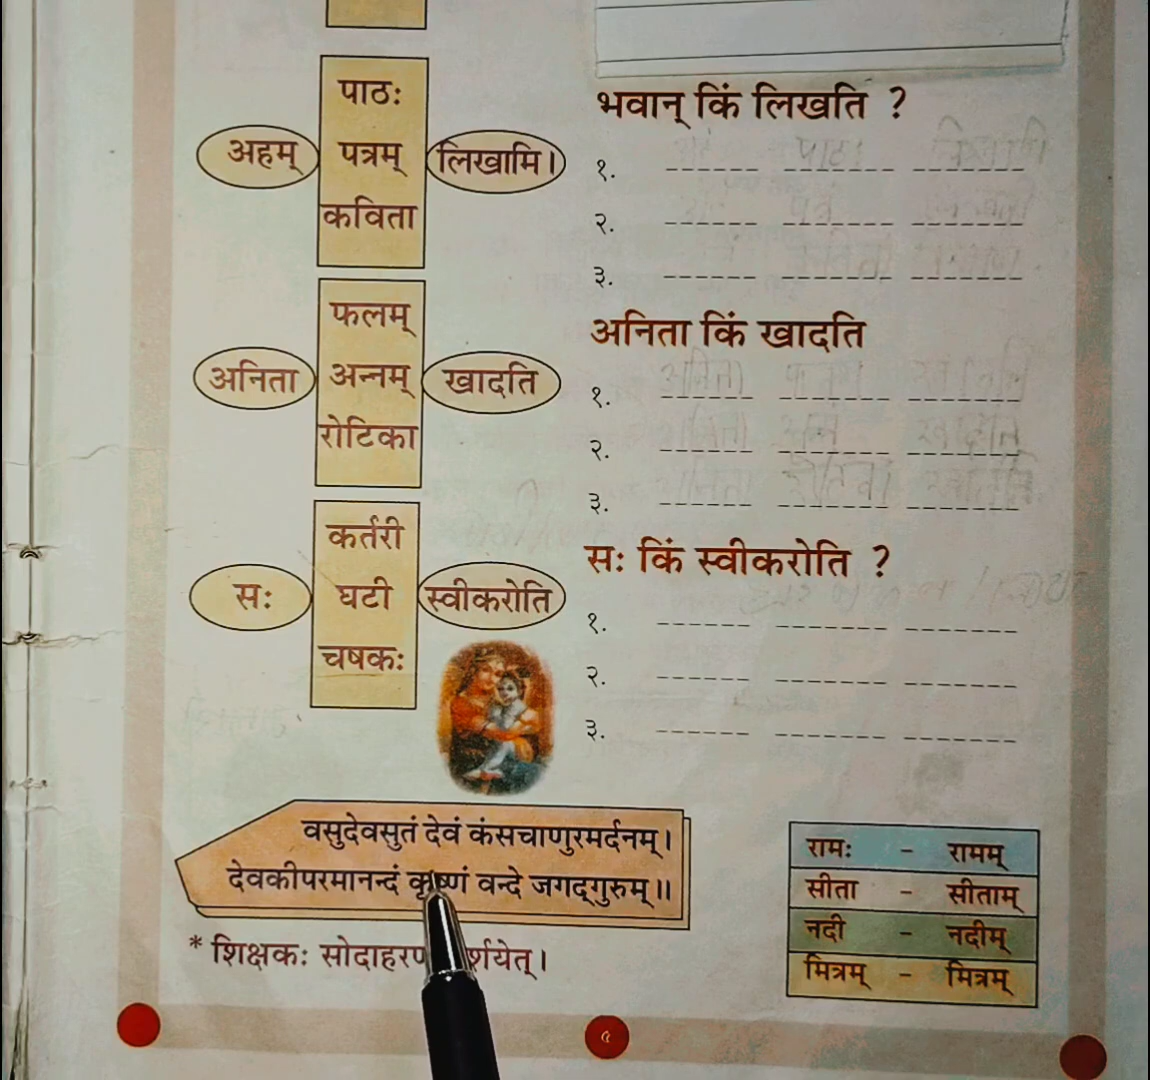 पाठः
अहम् पत्रम् लिखामि।
कविता
भवान् किं लिखति ?
१. ------ ------- -------
२. ------ ------- -------
३. ------ ------- -------
फलम्
अनिता अन्नम् खादति
रोटिका
अनिता किं खादति
१. ------ ------- -------
२. ------ ------- -------
३. ------ ------- -------
कर्तरी
सः घटी स्वीकरोति
चषकः
सः किं स्वीकरोति ?
१. ------ ------- -------
२. ------ ------- -------
३. ------ ------- -------
वसुदेवसुतं देवं कंसचाणुरमर्दनम्।
देवकीपरमानन्दं कृष्णं वन्दे जगद्गुरुम्॥
* शिक्षकः
रामः - रामम्
सीता - सीताम्
नदी - नदीम्
मित्रम् - मित्रम्
५